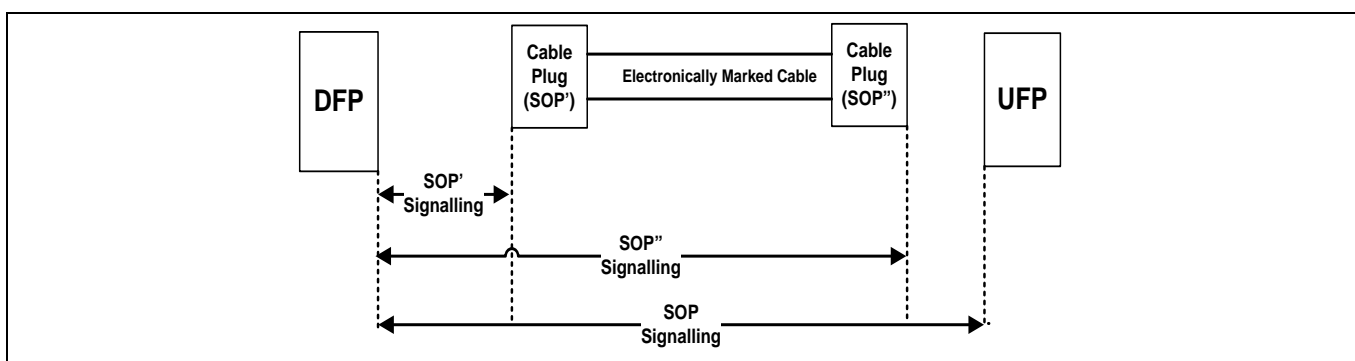 DFP
Cable
Plug
(SOP’)
Electronically Marked Cable
Cable
Plug
(SOP”)
UFP
SOP’
Signalling
SOP”
Signalling
SOP
Signalling